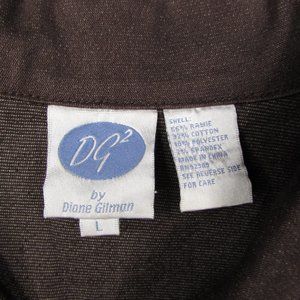 DG2
by
Diane Gilman
L
SHELL:
55% RAMIE
32% COTTON
10% POLYESTER
3% SPANDEX
MADE IN CHINA
SEE REVERSE SIDE
FOR CARE